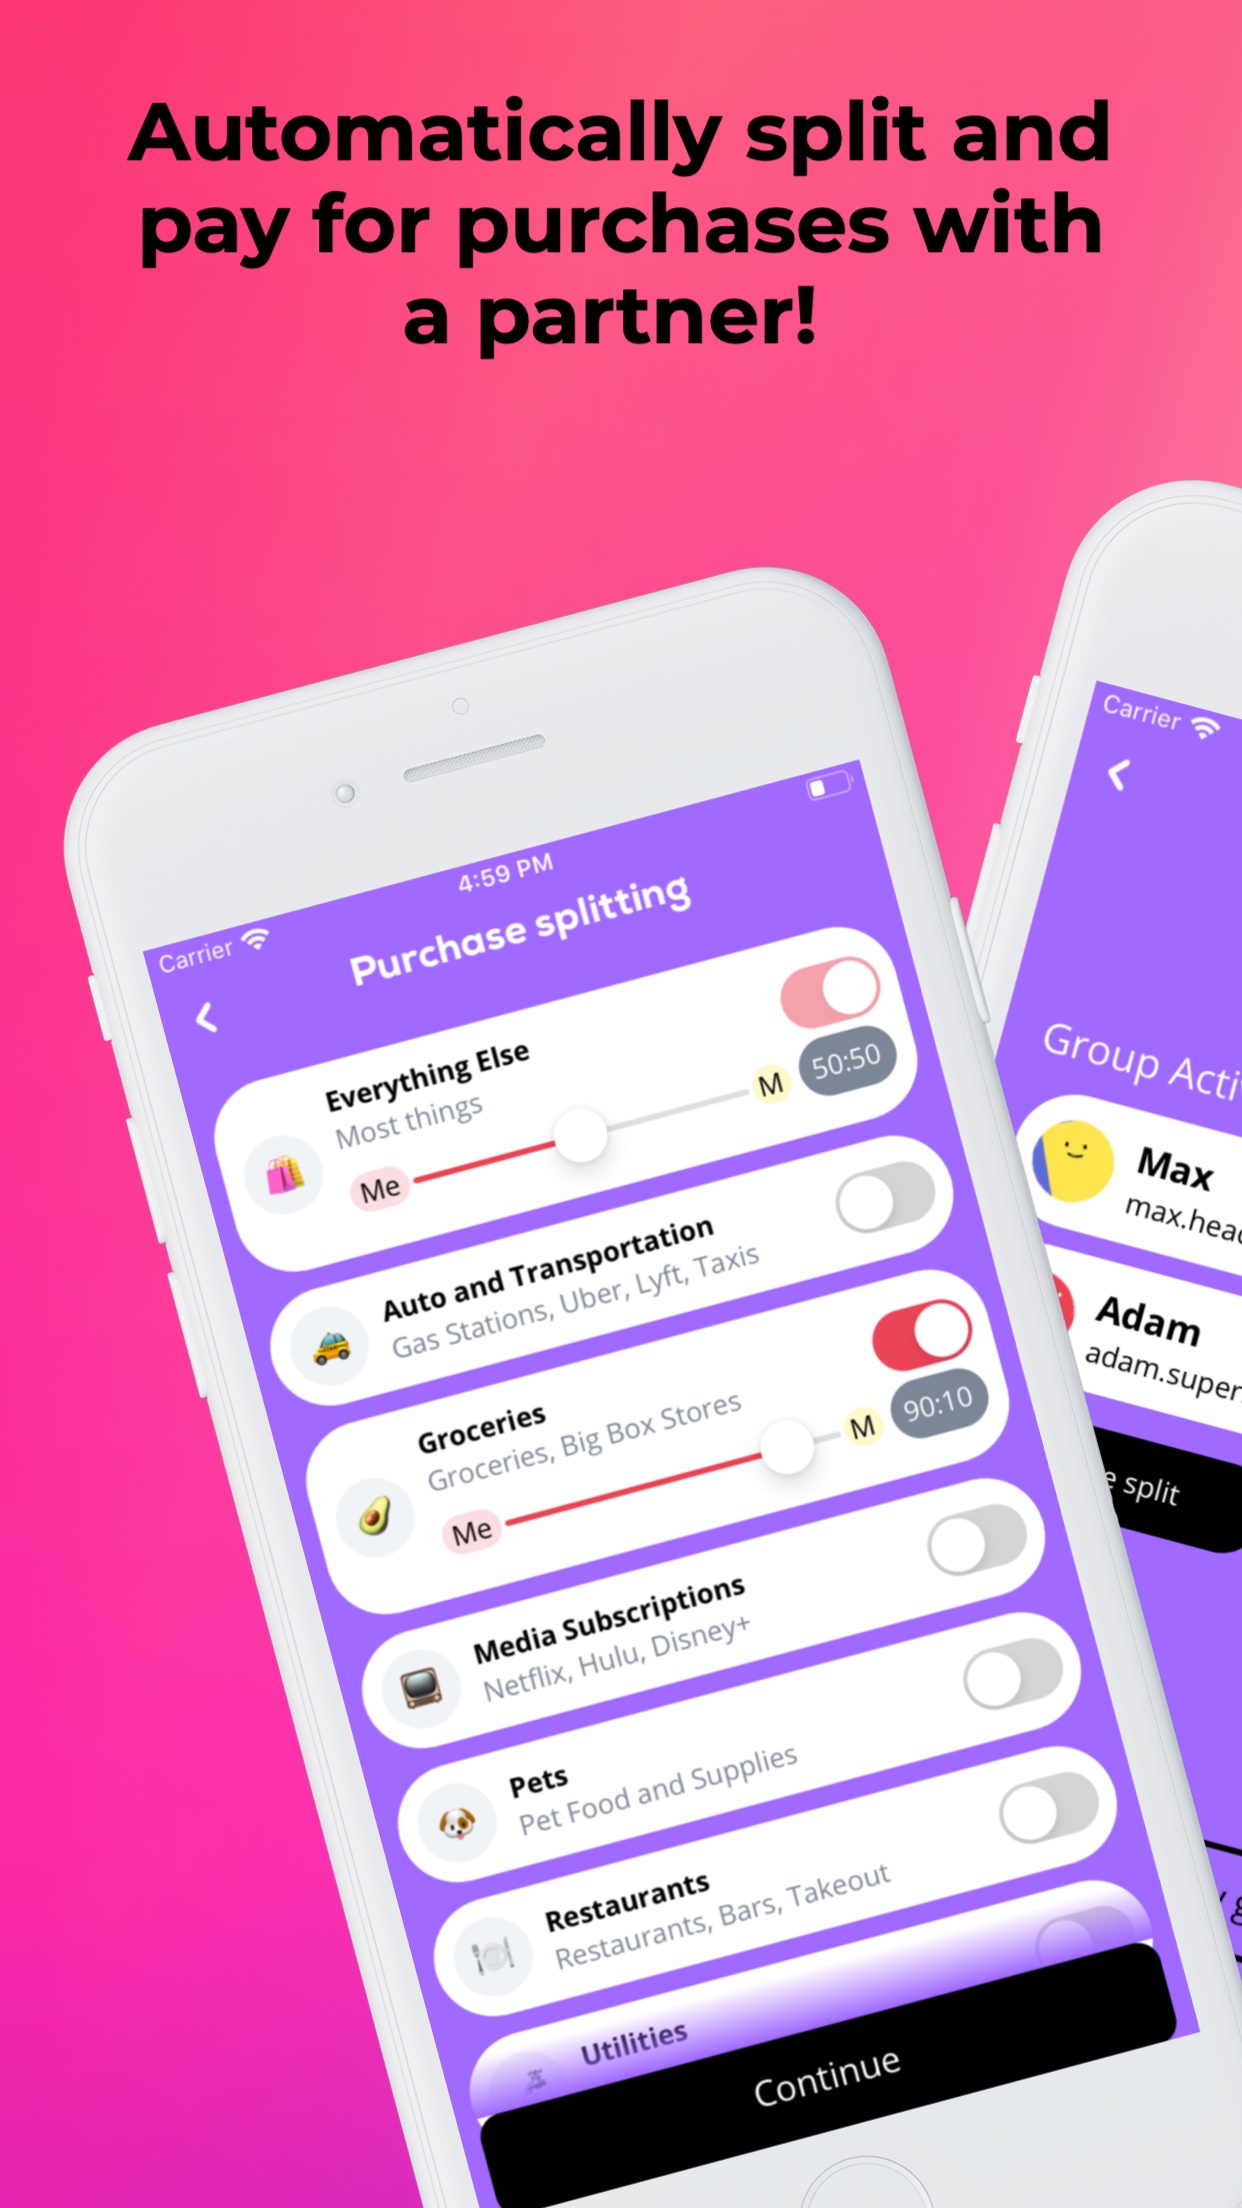 Automatically split and
pay for purchases with
a partner!
Carrier
4:59 PM
Purchase splitting
Everything Else
Most things
Me
M
50:50
Auto and Transportation
Gas Stations, Uber, Lyft, Taxis
Groceries
Groceries, Big Box Stores
Me
M
90:10
Media Subscriptions
Netflix, Hulu, Disney+
Pets
Pet Food and Supplies
Restaurants
Restaurants, Bars, Takeout
Utilities
Continue
Carrier
Group
Max
Adam
split